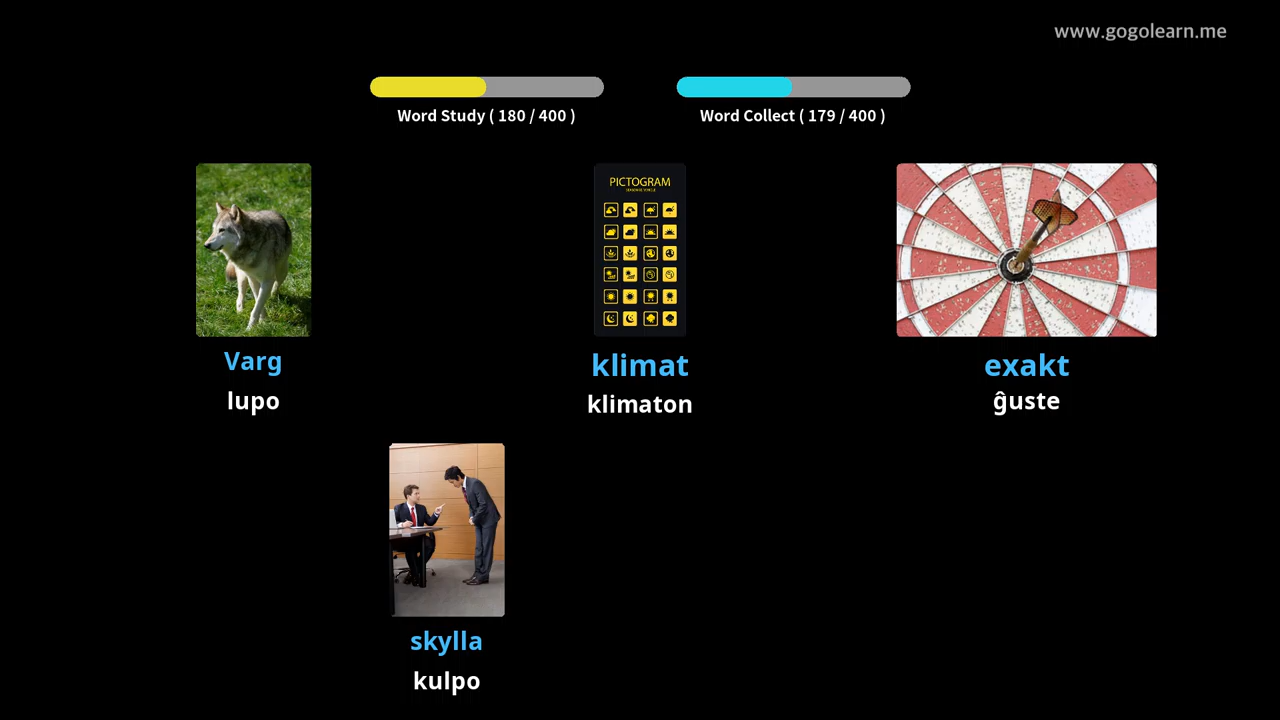 www.gogolearn.me
Word Study ( 180 / 400 )
Word Collect ( 179 / 400 )
PICTOGRAM
Varg
lupo
klimat
klimaton
exakt
ĝuste
skylla
kulpo